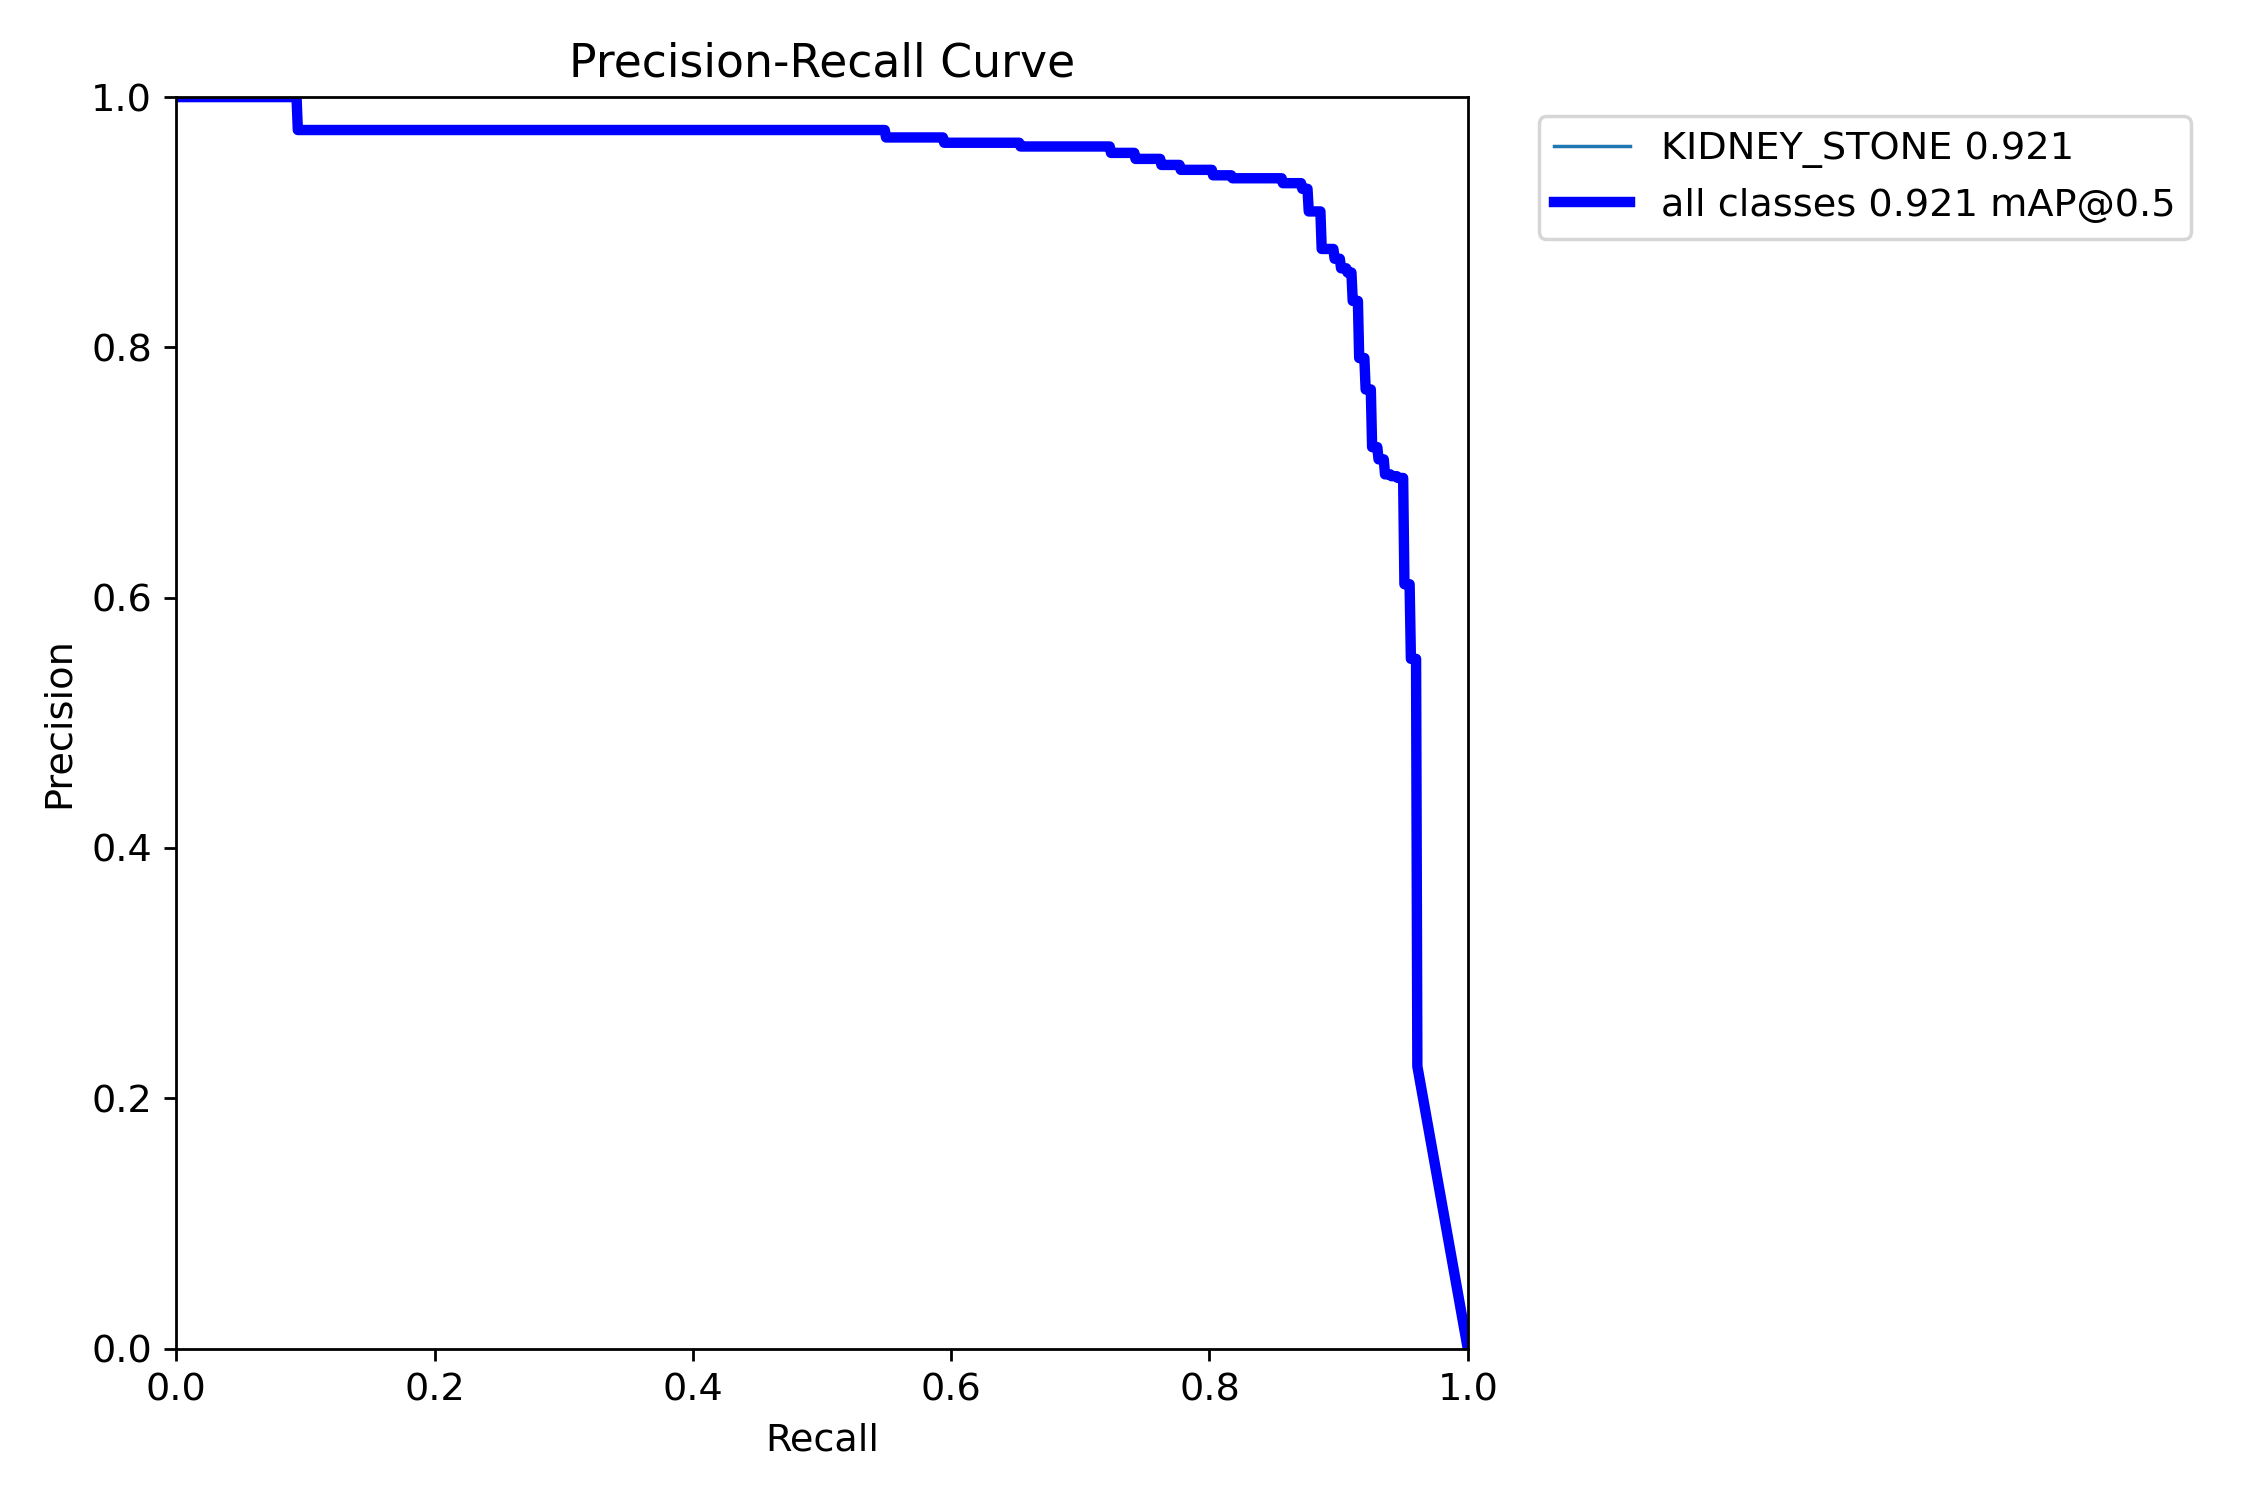 Precision-Recall Curve
1.0
0.8
0.6
0.4
0.2
0.0
Precision
0.0 0.2 0.4 0.6 0.8 1.0
Recall
KIDNEY_STONE 0.921
all classes 0.921 mAP@0.5